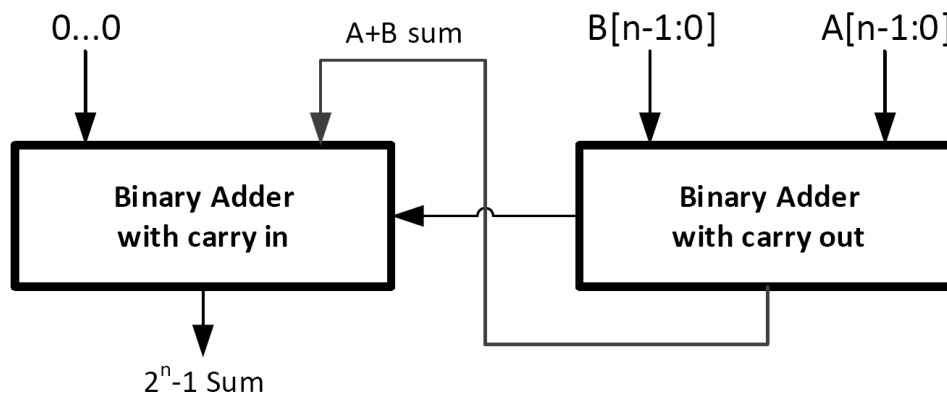 0...0
A+B sum
B[n-1:0]
A[n-1:0]
Binary Adder
with carry in
Binary Adder
with carry out
2ⁿ-1 Sum